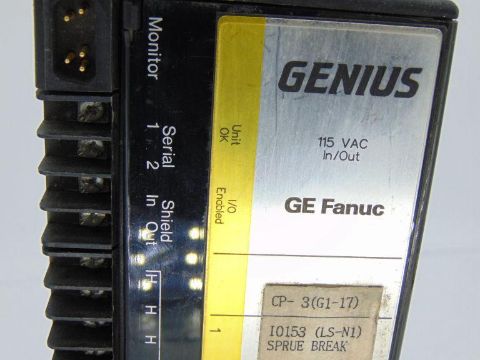 GENIUS
115 VAC
In/Out
GE Fanuc
CP- 3(G1-17)
IO153 (LS-N1)
SPRUE BREAK
Unit
OK
I/O
Enabled
1
Monitor
Serial
1 2
Shield
In Out
H H H